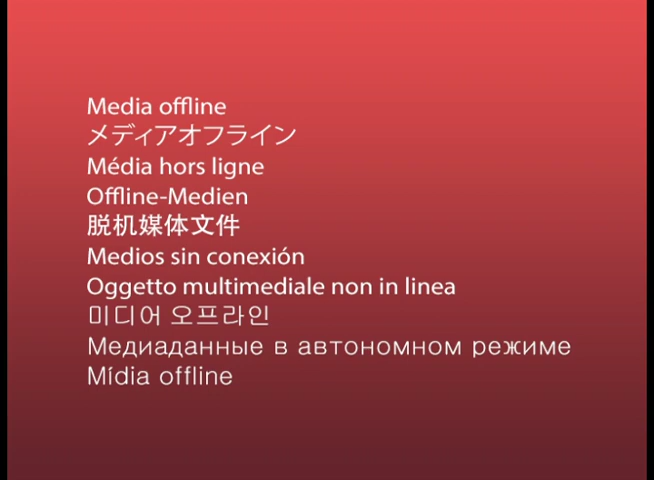 Media offline
メディアオフライン
Média hors ligne
Offline-Medien
脱机媒体文件
Medios sin conexión
Oggetto multimediale non in linea
미디어 오프라인
Медиаданные в автономном режиме
Mídia offline